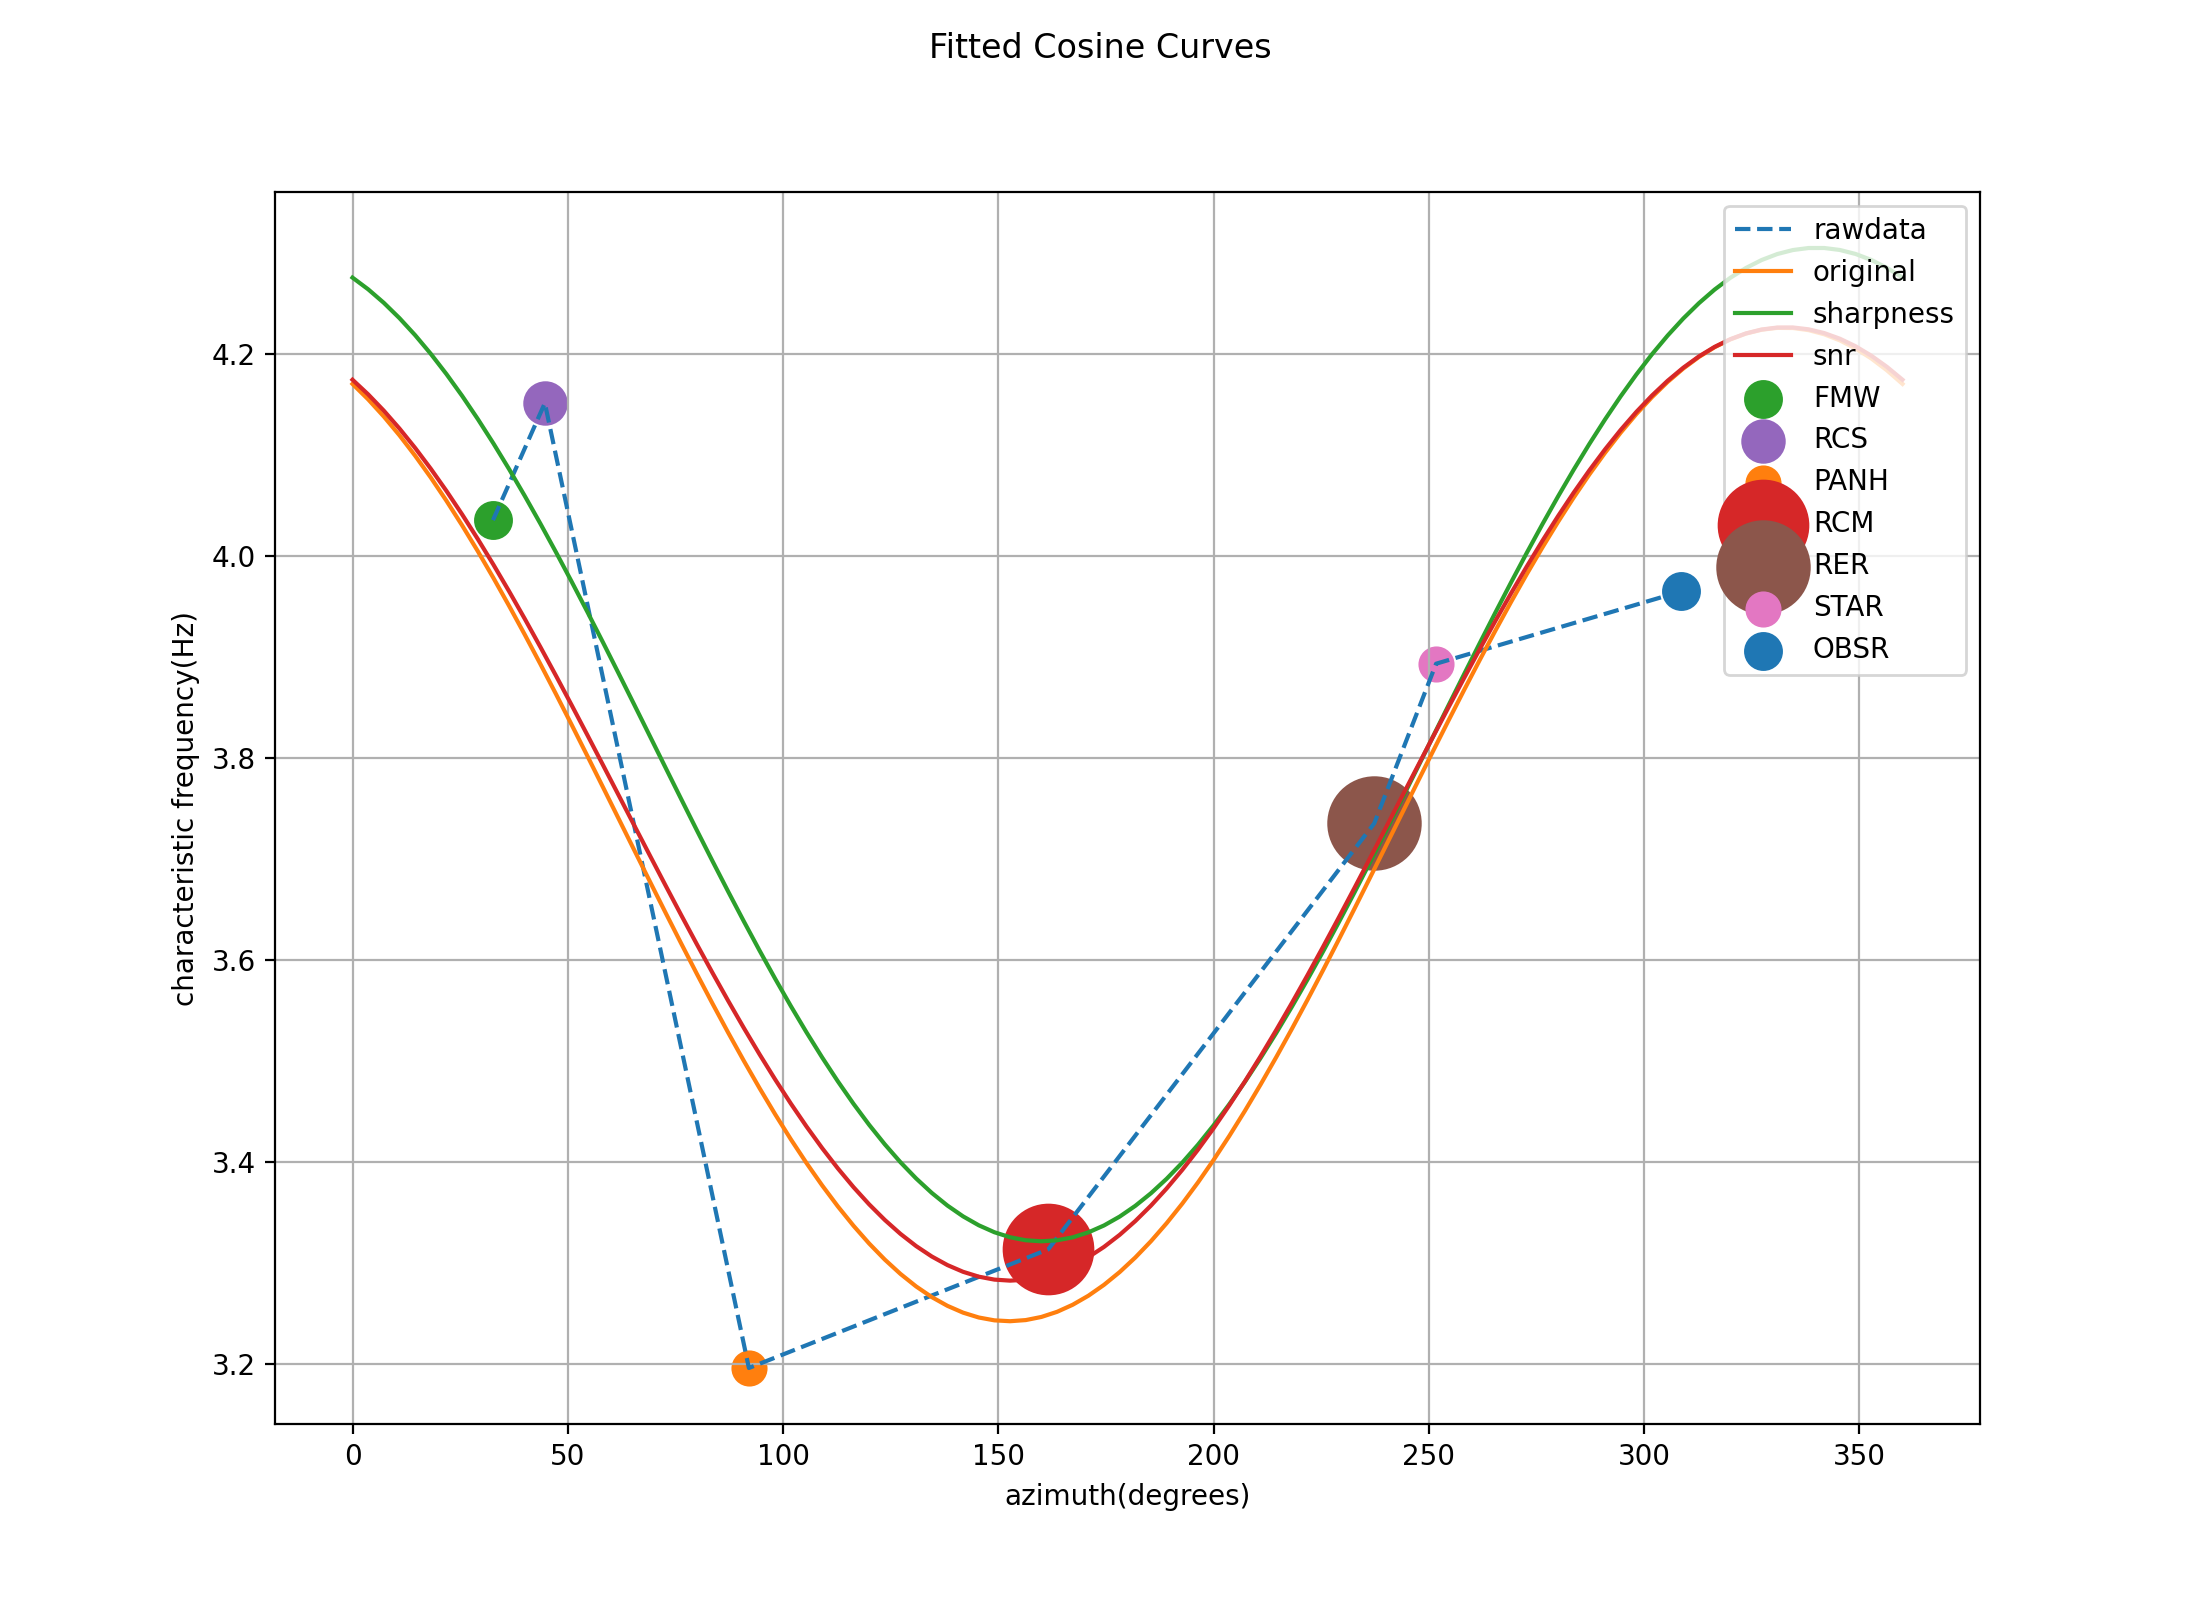 Fitted Cosine Curves
rawdata
original
sharpness
snr
FMW
RCS
PANH
RCM
RER
STAR
OBSR
characteristic frequency(Hz)
4.2
4.0
3.8
3.6
3.4
3.2
0 50 100 150 200 250 300 350
azimuth(degrees)